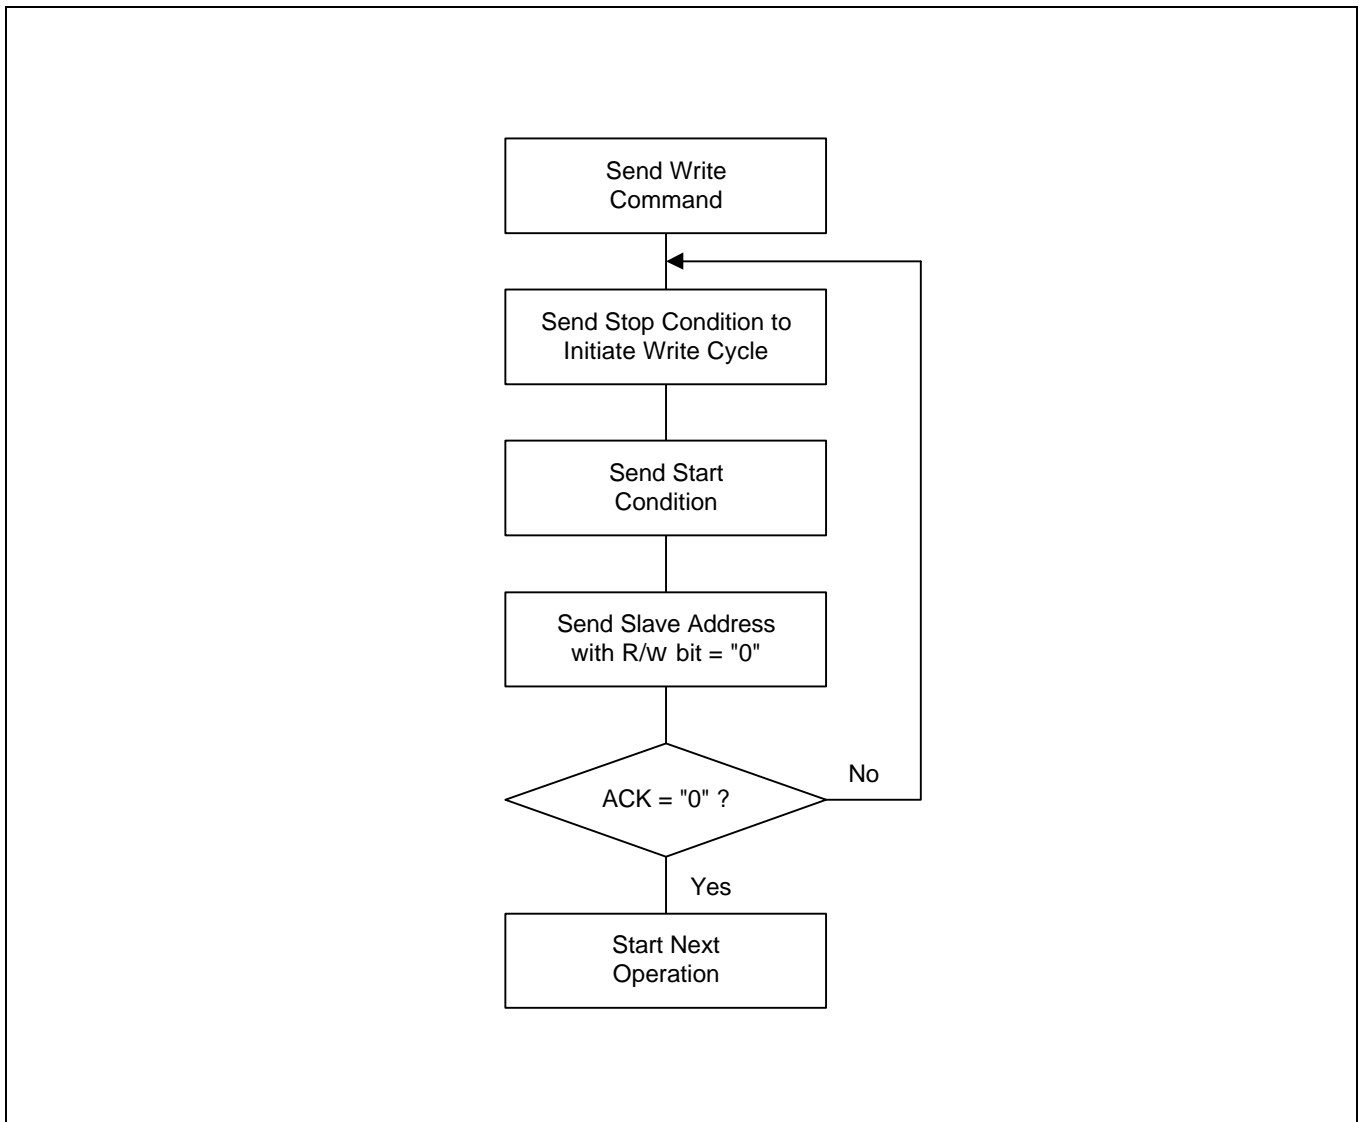 Send Write
Command
Send Stop Condition to
Initiate Write Cycle
Send Start
Condition
Send Slave Address
with R/W bit = "0"
ACK = "0" ?
No
Yes
Start Next
Operation